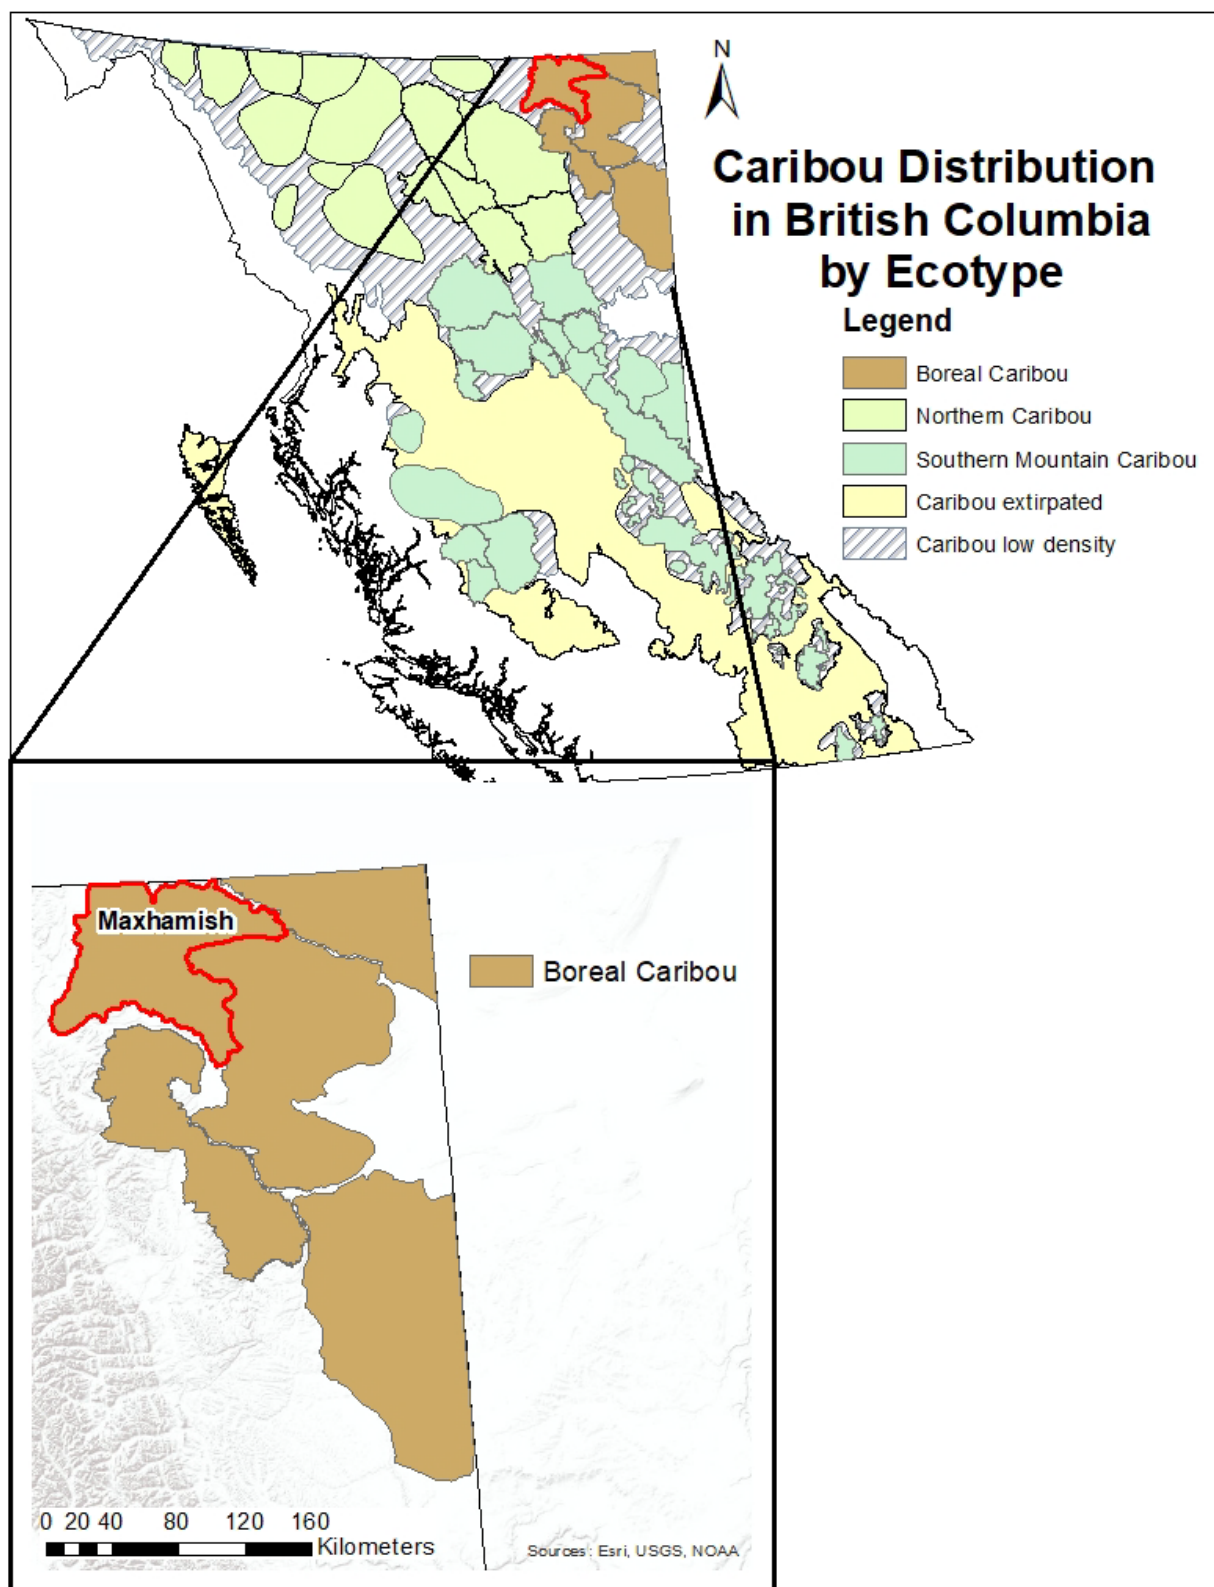 N
Caribou Distribution
in British Columbia
by Ecotype
Legend
Boreal Caribou
Northern Caribou
Southern Mountain Caribou
Caribou extirpated
Caribou low density
Maxhamish
Boreal Caribou
0 20 40 80 120 160
Kilometers
Sources: Esri, USGS, NOAA